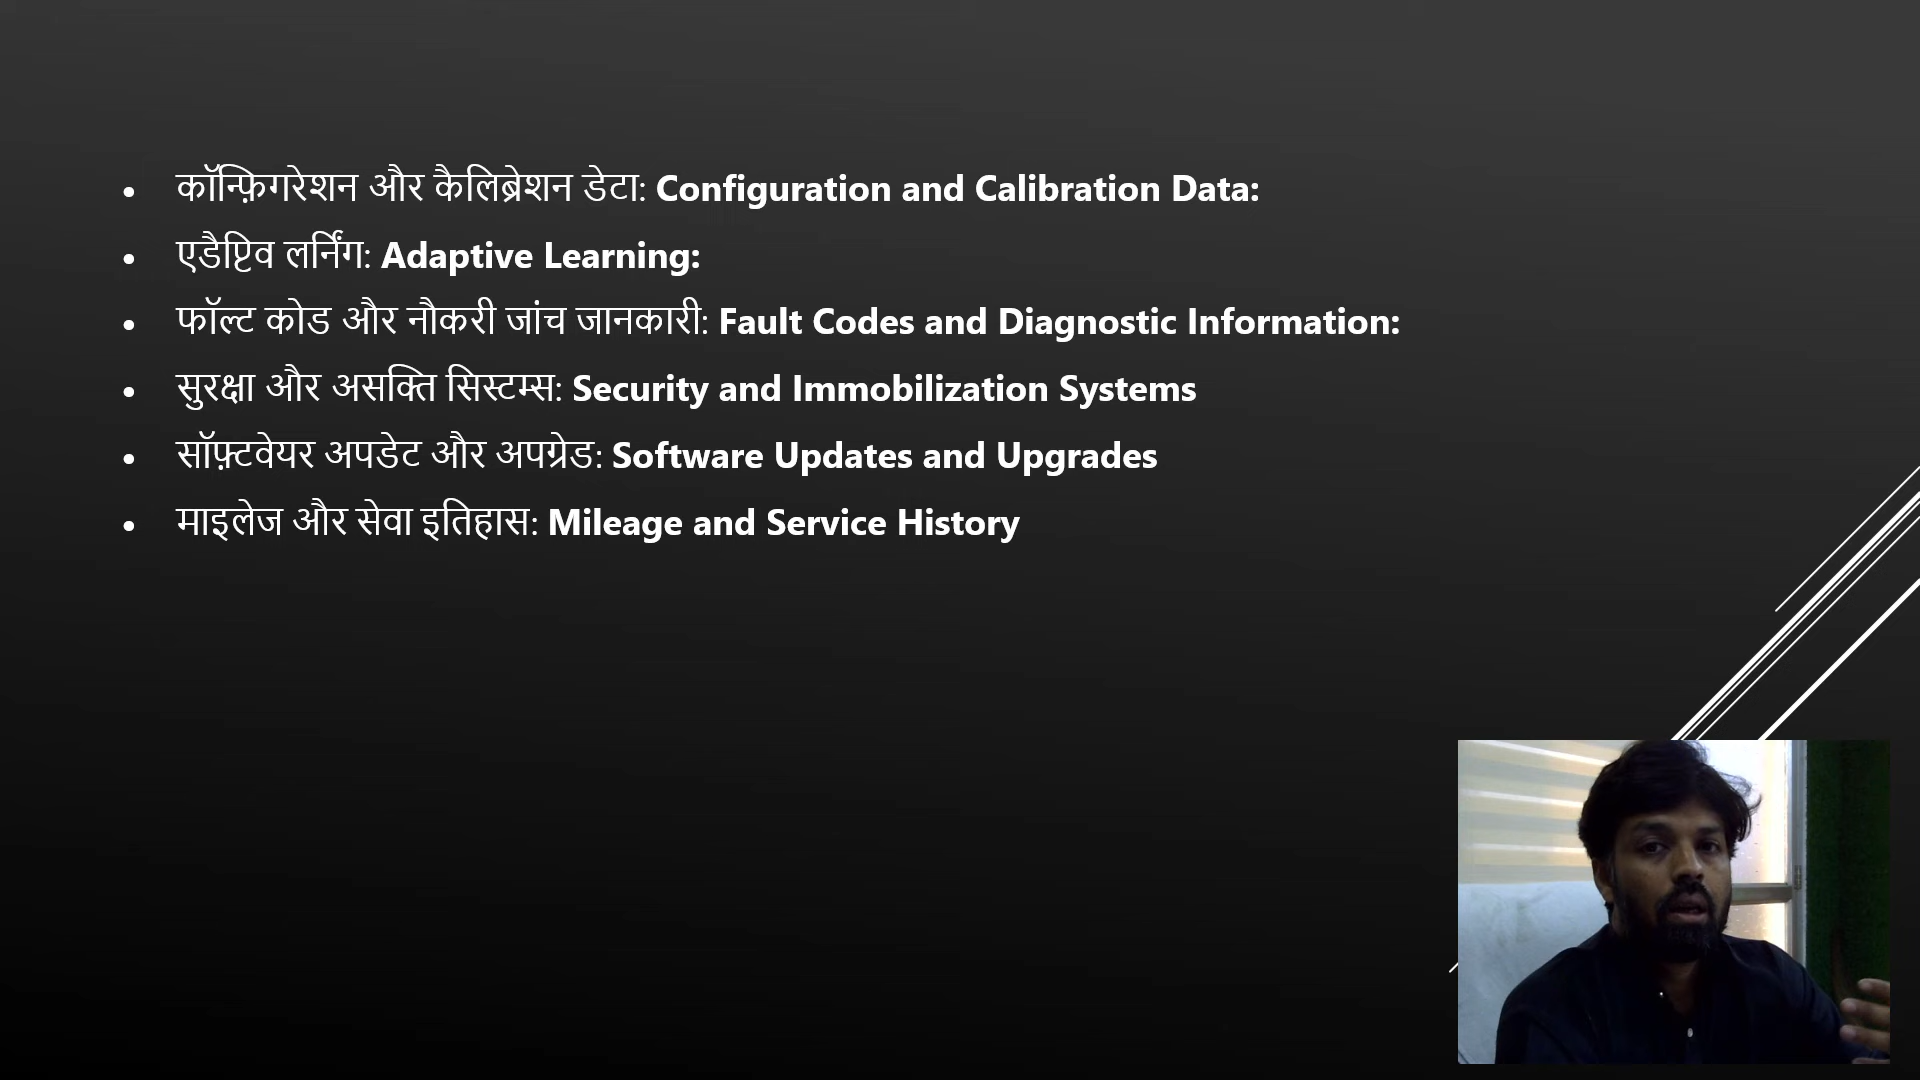 • कॉन्फ़िगरेशन और कैलिब्रेशन डेटा: Configuration and Calibration Data:
• एडैप्टिव लर्निंग: Adaptive Learning:
• फॉल्ट कोड और नौकरी जांच जानकारी: Fault Codes and Diagnostic Information:
• सुरक्षा और असक्ति सिस्टम्स: Security and Immobilization Systems
• सॉफ़्टवेयर अपडेट और अपग्रेड: Software Updates and Upgrades
• माइलेज और सेवा इतिहास: Mileage and Service History